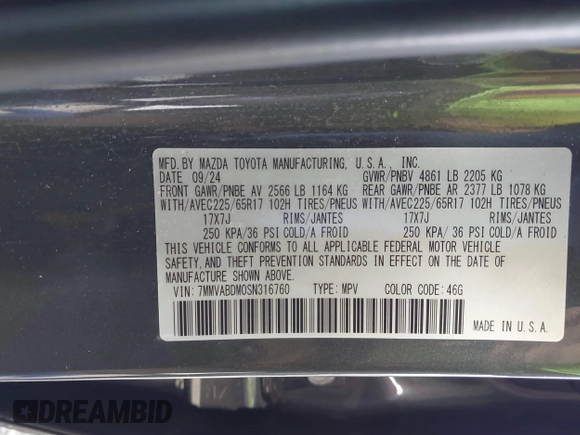 MFD. BY MAZDA TOYOTA MANUFACTURING, U.S.A., INC.
DATE 09/24 GVWR/PNBV 4861 LB 2205 KG
FRONT GAWR/PNBE AV 2566 LB 1164 KG REAR GAWR/PNBE AR 2377 LB 1078 KG
WITH/AVEC225/65R17 102H TIRES/PNEUS WITH/AVEC225/65R17 102H TIRES/PNEUS
17X7J RIMS/JANTES 17X7J RIMS/JANTES
250 KPA/36 PSI COLD/A FROID 250 KPA/36 PSI COLD/A FROID
THIS VEHICLE CONFORMS TO ALL APPLICABLE FEDERAL MOTOR VEHICLE
SAFETY, AND THEFT PREVENTION STANDARDS IN EFFECT ON THE DATE OF
MANUFACTURE SHOWN ABOVE.
VIN: 7MMVABDM0SN316760 TYPE: MPV COLOR CODE: 46G
MADE IN U.S.A.
DREAMBID